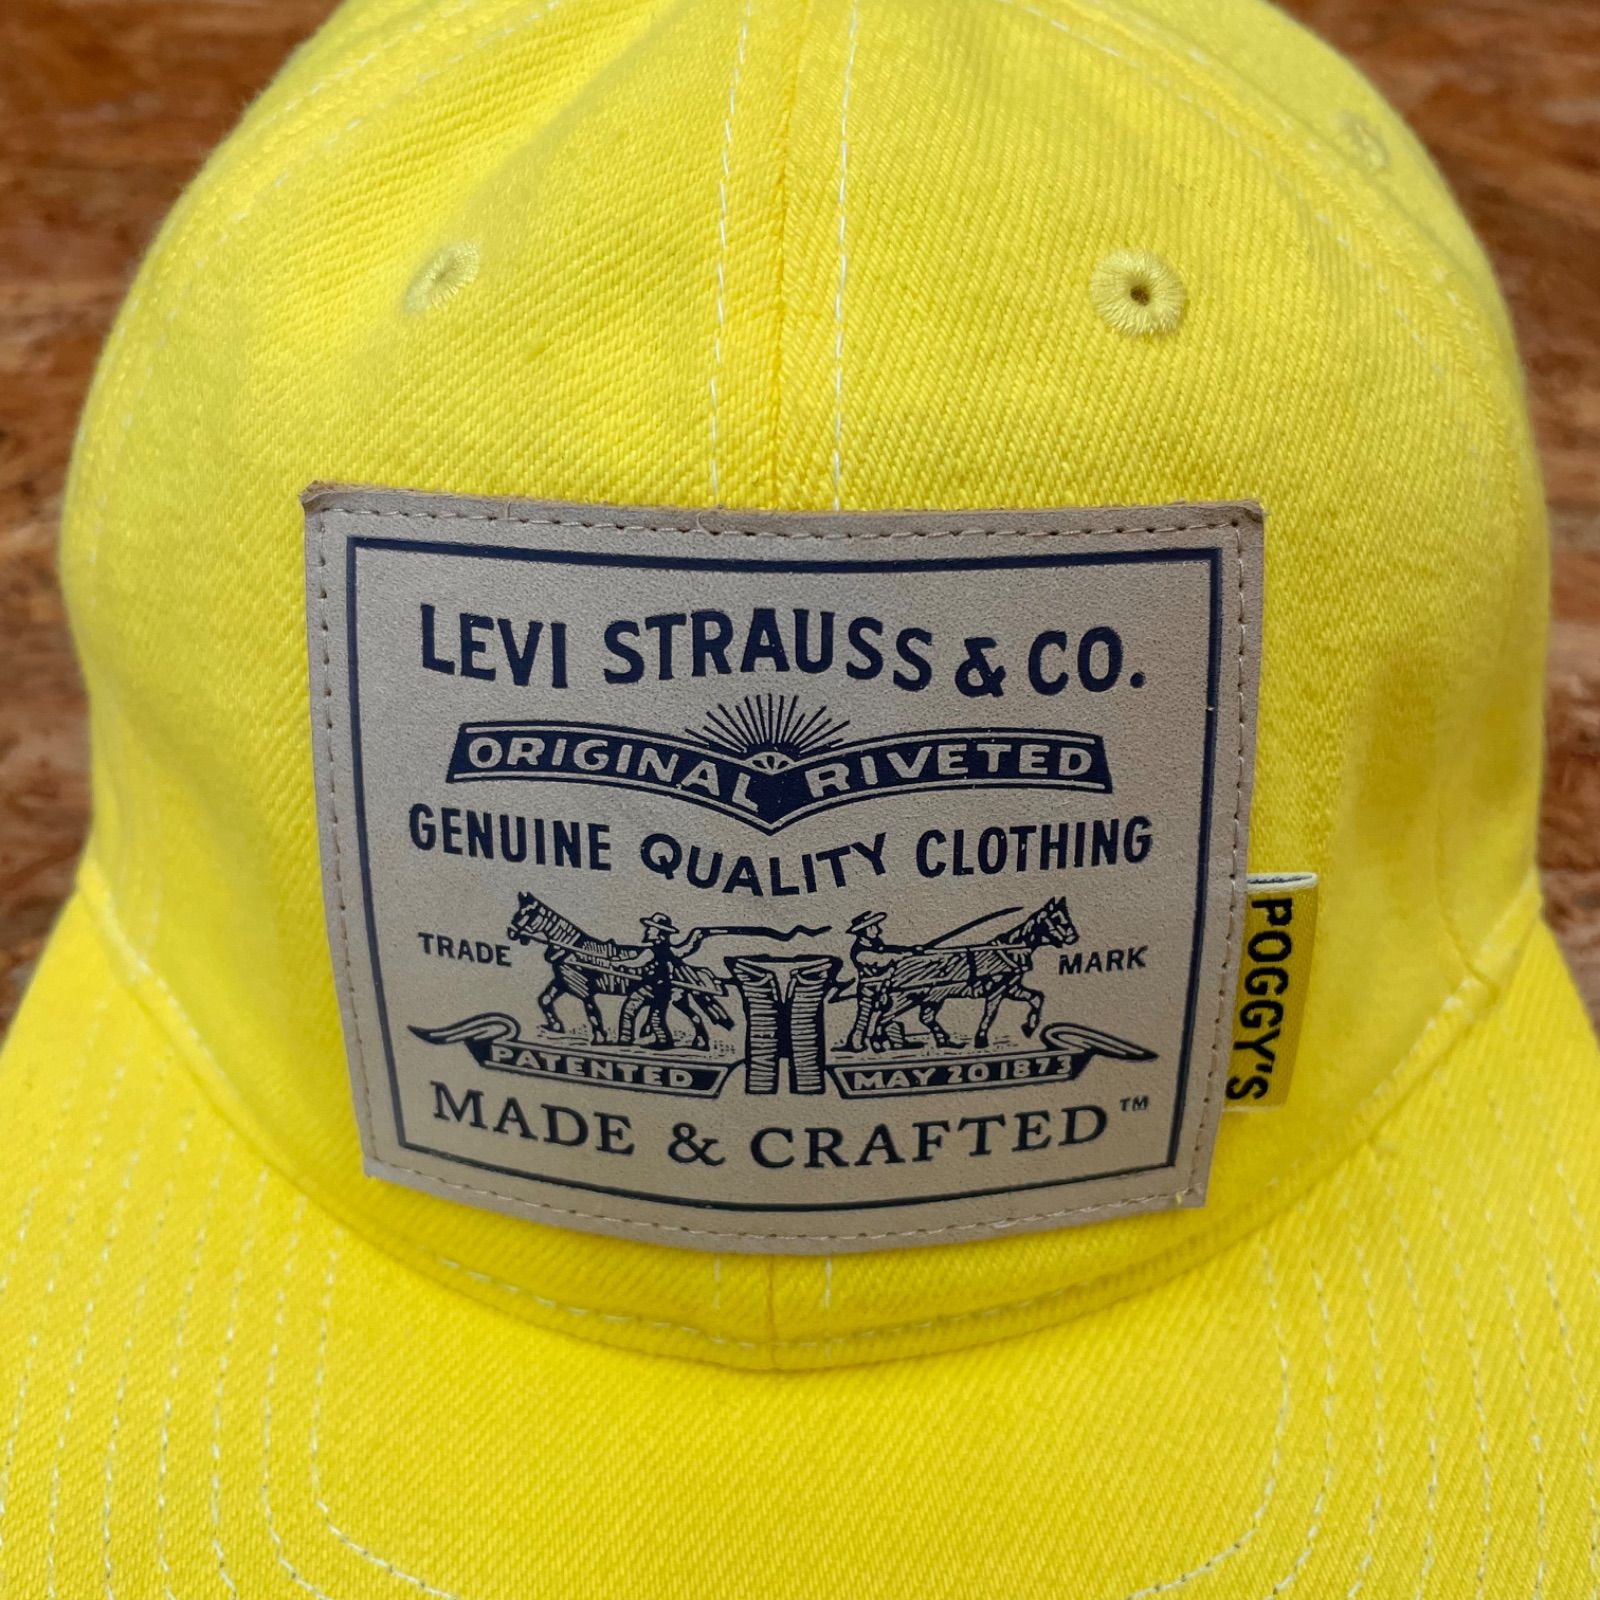 LEVI STRAUSS & CO.
ORIGINAL RIVETED
GENUINE QUALITY CLOTHING
TRADE MARK
PATENTED MAY 20 1873
MADE & CRAFTED™
POGGY'S